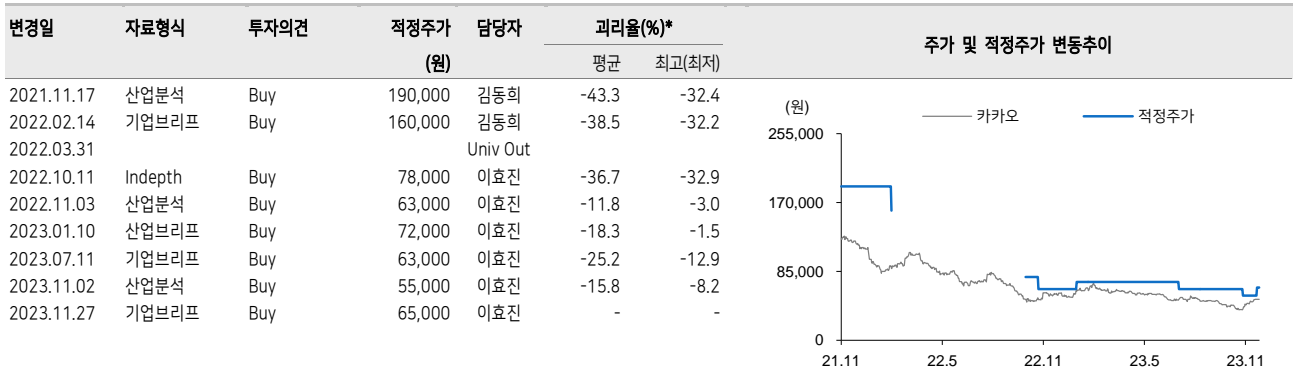 변경일 자료형식 투자의견 적정주가 담당자 괴리율(%)* 주가 및 적정주가 변동추이
(원) 평균 최고(최저)
2021.11.17 산업분석 Buy 190,000 김동희 -43.3 -32.4
2022.02.14 기업브리프 Buy 160,000 김동희 -38.5 -32.2
2022.03.31 Univ Out
2022.10.11 Indepth Buy 78,000 이효진 -36.7 -32.9
2022.11.03 산업분석 Buy 63,000 이효진 -11.8 -3.0
2023.01.10 산업브리프 Buy 72,000 이효진 -18.3 -1.5
2023.07.11 기업브리프 Buy 63,000 이효진 -25.2 -12.9
2023.11.02 산업분석 Buy 55,000 이효진 -15.8 -8.2
2023.11.27 기업브리프 Buy 65,000 이효진 - -
(원) 카카오 적정주가
255,000
170,000
85,000
0
21.11 22.5 22.11 23.5 23.11